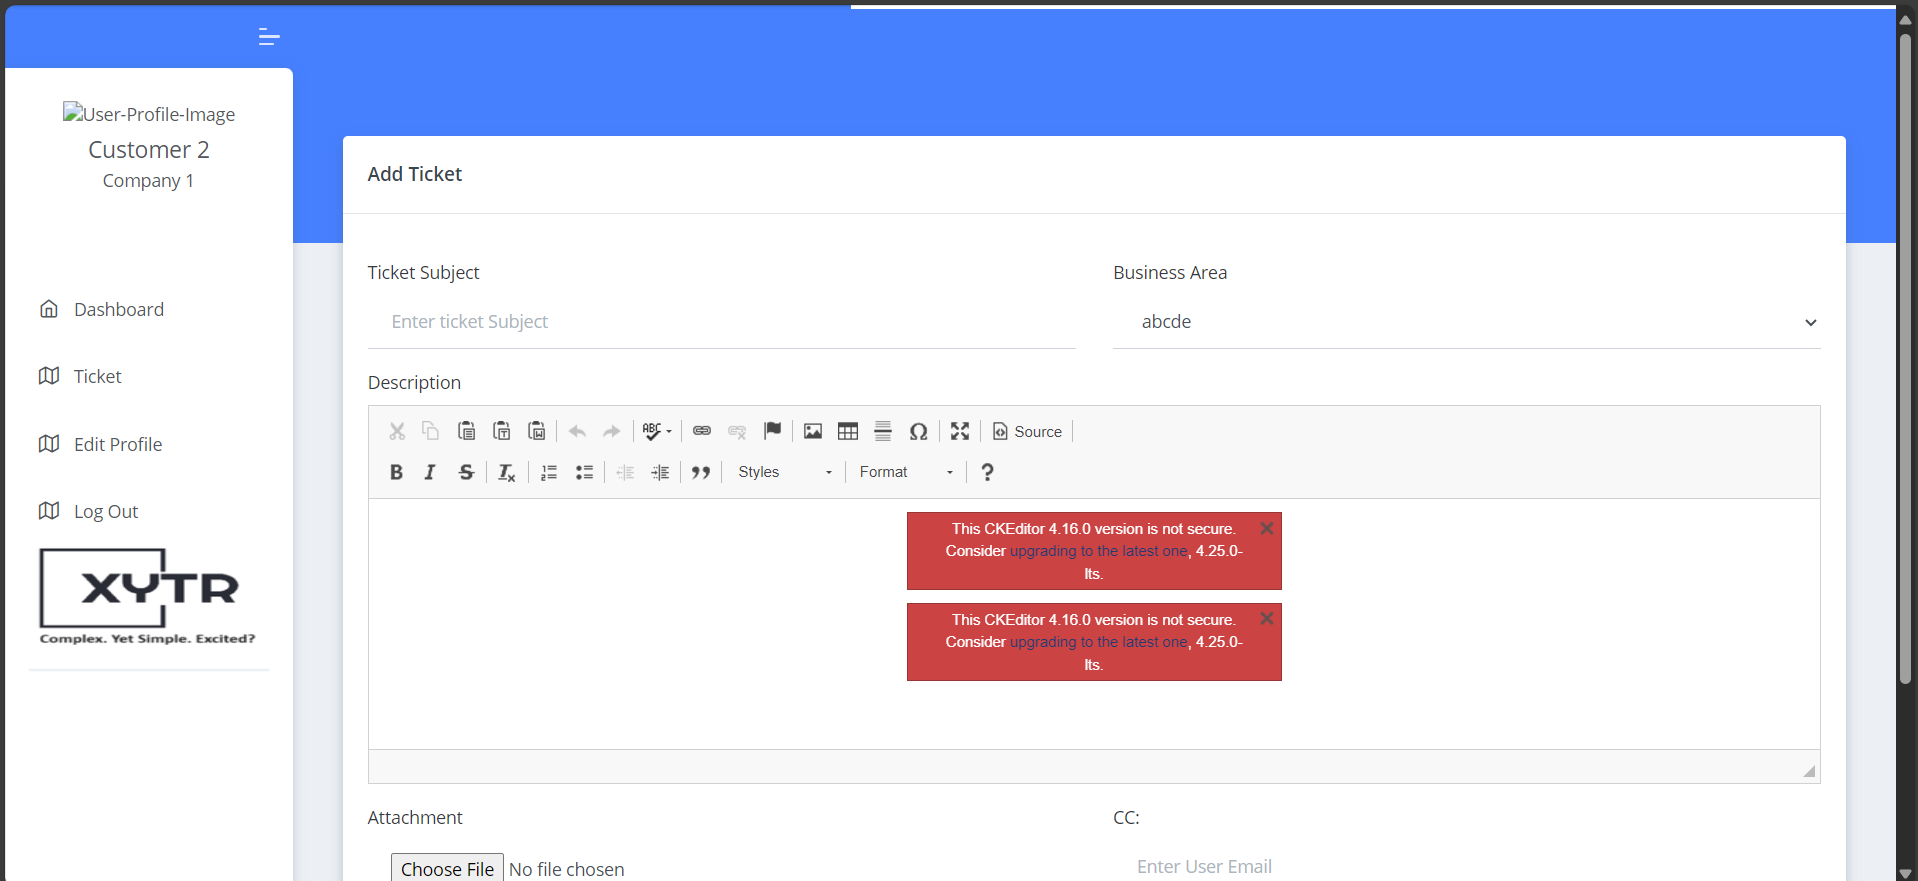 User-Profile-Image
Customer 2
Company 1
Dashboard
Ticket
Edit Profile
Log Out
XYTR
Complex. Yet Simple. Excited?
Add Ticket
Ticket Subject
Enter ticket Subject
Business Area
abcde
Description
ABC
Source
B I S Tx
Styles
Format
?
This CKEditor 4.16.0 version is not secure.
Consider upgrading to the latest one, 4.25.0-
lts.
This CKEditor 4.16.0 version is not secure.
Consider upgrading to the latest one, 4.25.0-
lts.
Attachment
Choose File No file chosen
CC:
Enter User Email